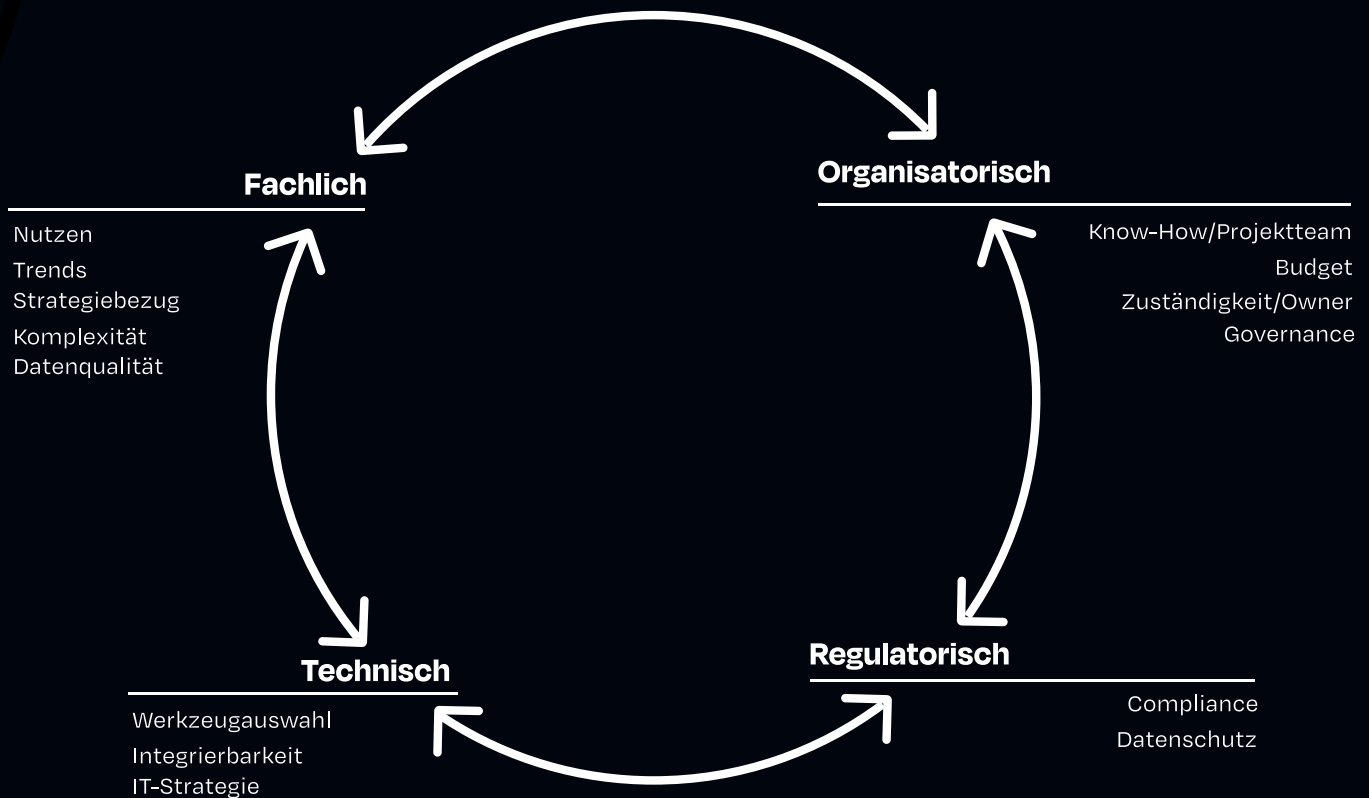 Fachlich
Nutzen
Trends
Strategiebezug
Komplexität
Datenqualität
Organisatorisch
Know-How/Projektteam
Budget
Zuständigkeit/Owner
Governance
Technisch
Werkzeugauswahl
Integrierbarkeit
IT-Strategie
Regulatorisch
Compliance
Datenschutz